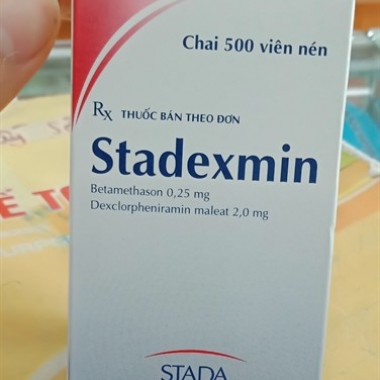 Chai 500 viên nén
Rx THUỐC BÁN THEO ĐƠN
Stadexmin
Betamethason 0,25 mg
Dexclorpheniramin maleat 2,0 mg
STADA